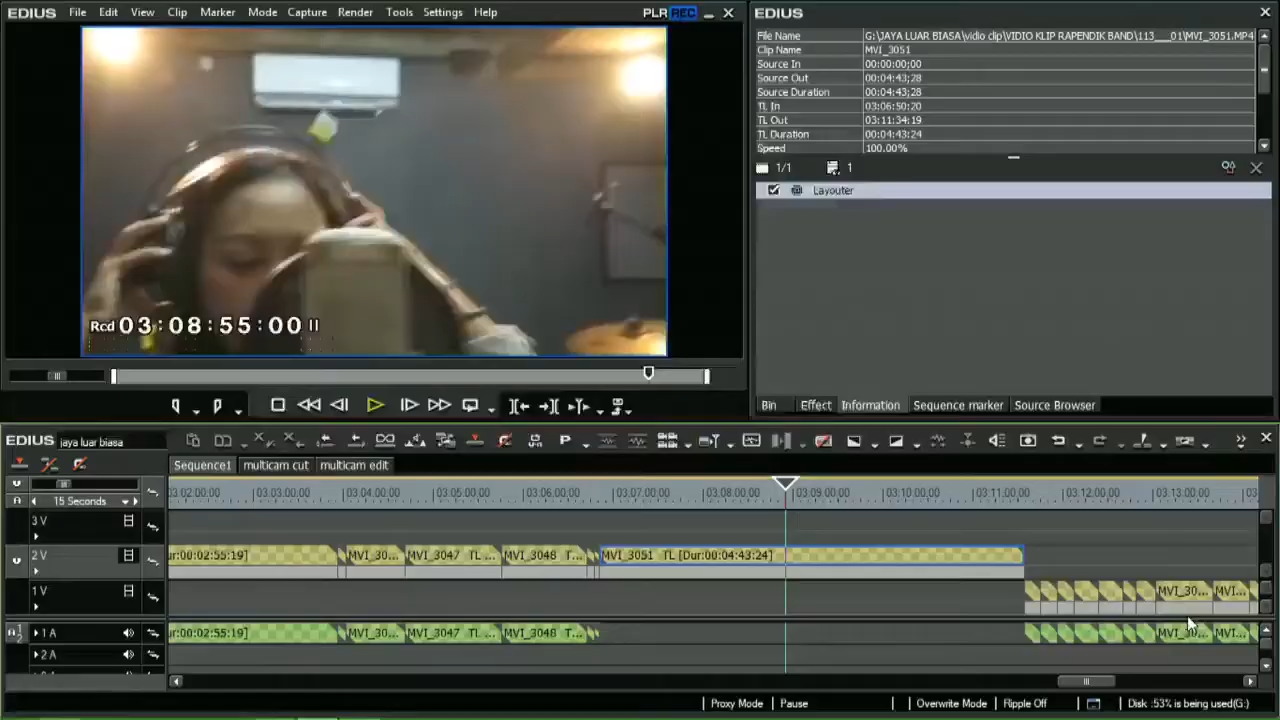 EDIUS File Edit View Clip Marker Mode Capture Render Tools Settings Help PLR REC
Rcd 03:08:55:00
EDIUS
File Name G:\JAYA LUAR BIASA\vidio clip\VIDIO KLIP RAPENDIK BAND\113___01\MVI_3051.MP4
Clip Name MVI_3051
Source In 00:00:00;00
Source Out 00:04:43;28
Source Duration 00:04:43;28
TL In 03:06:50:20
TL Out 03:11:34:19
TL Duration 00:04:43:24
Speed 100.00%
1/1 1
Layouter
Bin Effect Information Sequence marker Source Browser
EDIUS jaya luar biasa
Sequence1 multicam cut multicam edit
15 Seconds
03:02:00;00 03:03:00;00 03:04:00;00 03:05:00;00 03:06:00;00 03:07:00;00 03:08:00;00 03:09:00;00 03:10:00;00 03:11:00;00 03:12:00;00 03:13:00;00
3 V
2 V
ur:00:02:55:19] MVI_30... MVI_3047 TL ... MVI_3048 T... MVI_3051 TL [Dur:00:04:43:24]
1 V
MVI_30... MVI...
1 A
ur:00:02:55:19] MVI_30... MVI_3047 TL ... MVI_3048 T... MVI_30... MVI...
2 A
Proxy Mode Pause Overwrite Mode Ripple Off Disk :53% is being used(G:)